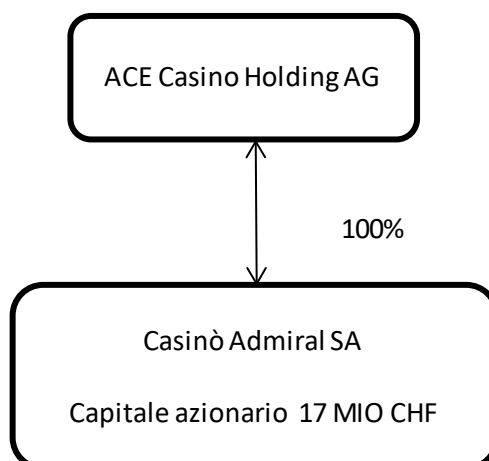 ACE Casino Holding AG
100%
Casinò Admiral SA
Capitale azionario 17 MIO CHF